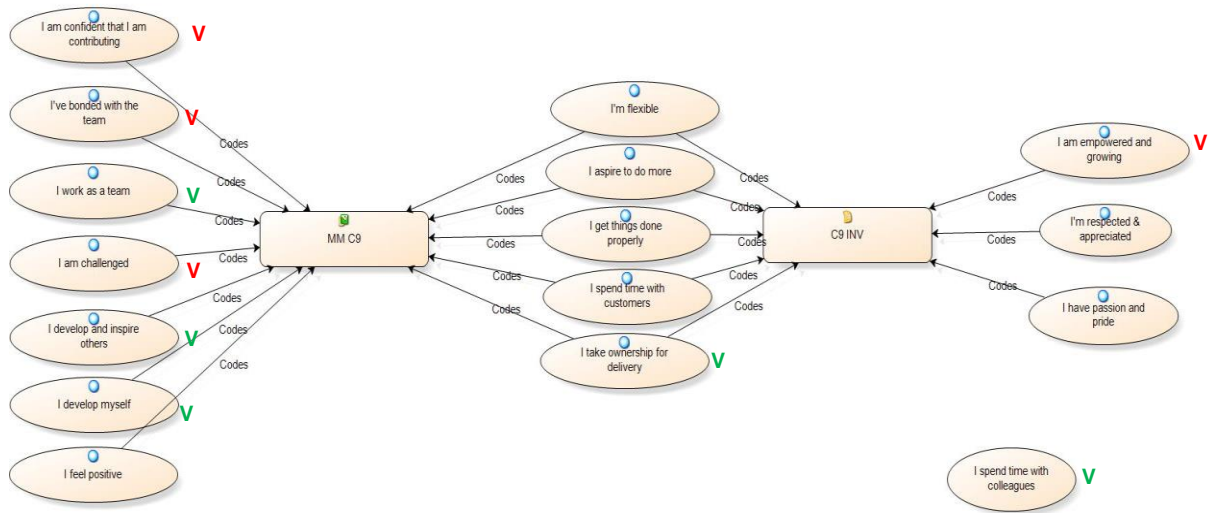 I am confident that I am
contributing
V
I've bonded with the
team
V
I work as a team
V
I am challenged
V
I develop and inspire
others
V
I develop myself
V
I feel positive
Codes
Codes
Codes
Codes
Codes
Codes
Codes
MM C9
I'm flexible
I aspire to do more
I get things done
properly
I spend time with
customers
I take ownership for
delivery
V
Codes
Codes
Codes
Codes
Codes
Codes
Codes
Codes
Codes
Codes
C9 INV
Codes
Codes
Codes
I am empowered and
growing
V
I'm respected &
appreciated
I have passion and
pride
I spend time with
colleagues
V